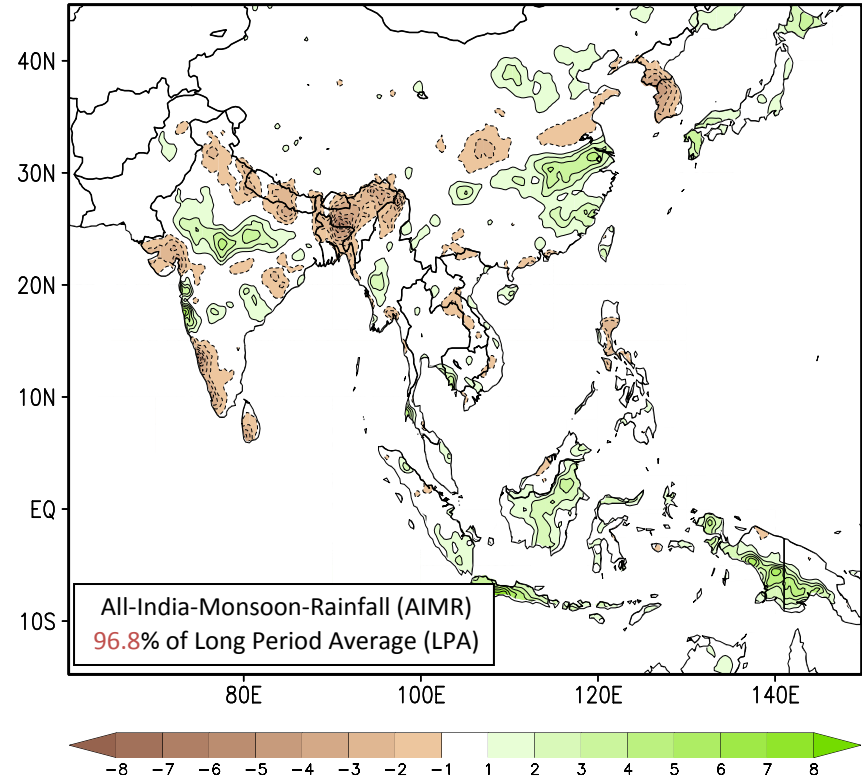 40N
30N
20N
10N
EQ
10S
All-India-Monsoon-Rainfall (AIMR)
96.8% of Long Period Average (LPA)
80E 100E 120E 140E
−8 −7 −6 −5 −4 −3 −2 −1 1 2 3 4 5 6 7 8